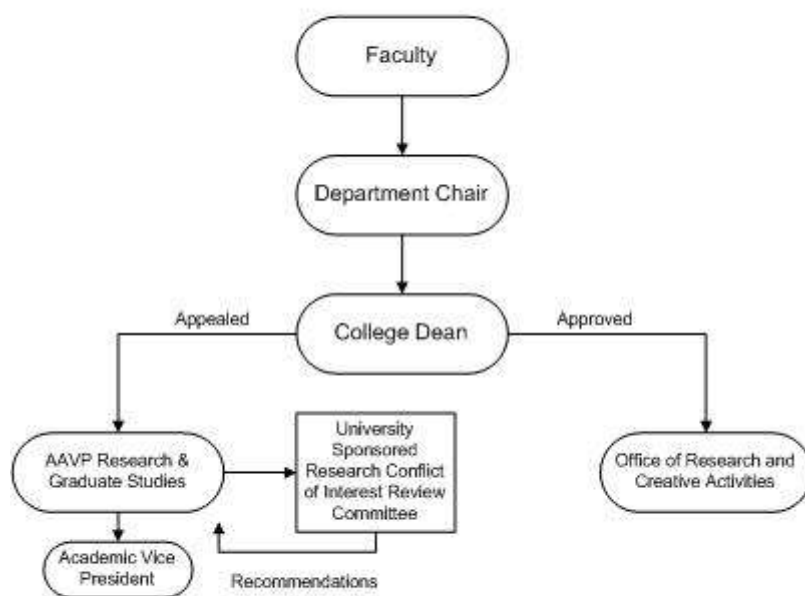 Faculty
Department Chair
Appealed
College Dean
Approved
AAVP Research &
Graduate Studies
University
Sponsored
Research Conflict
of Interest Review
Committee
Office of Research and
Creative Activities
Academic Vice
President
Recommendations